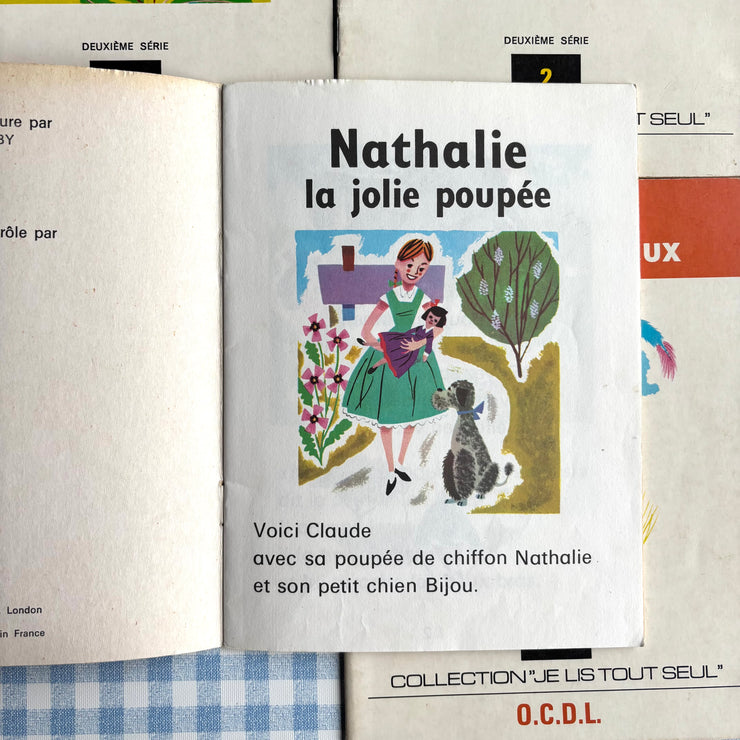 DEUXIÈME SÉRIE
DEUXIÈME SÉRIE
2
TOUT SEUL"
ure par
BY
rôle par
London
in France
Nathalie
la jolie poupée
Voici Claude
avec sa poupée de chiffon Nathalie
et son petit chien Bijou.
UX
COLLECTION "JE LIS TOUT SEUL"
O.C.D.L.